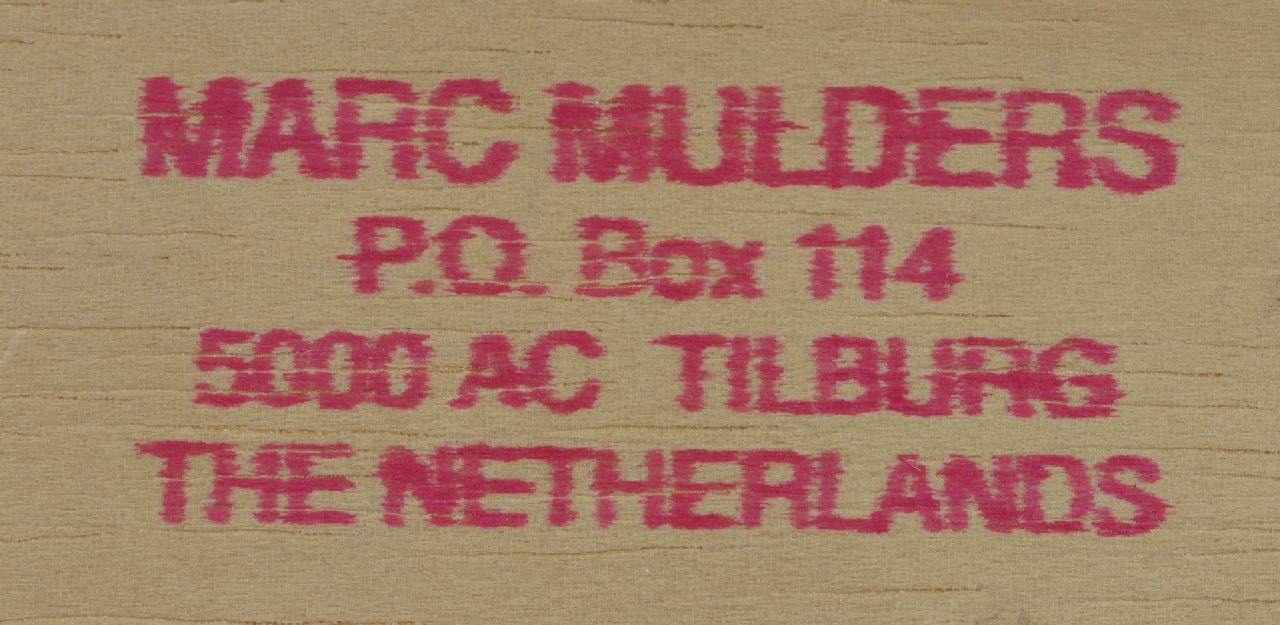 MARC MULDERS
P.O. Box 114
5000 AC TILBURG
THE NETHERLANDS